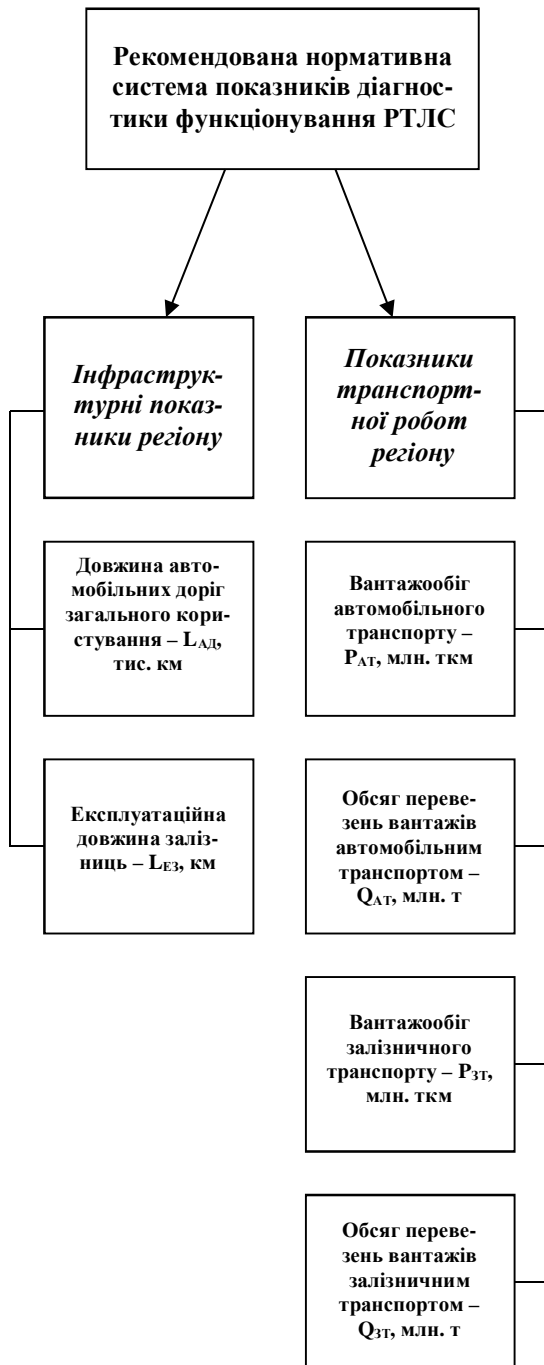 Рекомендована нормативна
система показників діагнос-
тики функціонування РТЛС
Інфраструк-
турні показ-
ники регіону
Показники
транспорт-
ної робот
регіону
Довжина авто-
мобільних доріг
загального кори-
стування – LАД,
тис. км
Вантажообіг
автомобільного
транспорту –
PАТ, млн. ткм
Експлуатаційна
довжина заліз-
ниць – LЕЗ, км
Обсяг переве-
зень вантажів
автомобільним
транспортом –
QАТ, млн. т
Вантажообіг
залізничного
транспорту – PЗТ,
млн. ткм
Обсяг переве-
зень вантажів
залізничним
транспортом –
QЗТ, млн. т